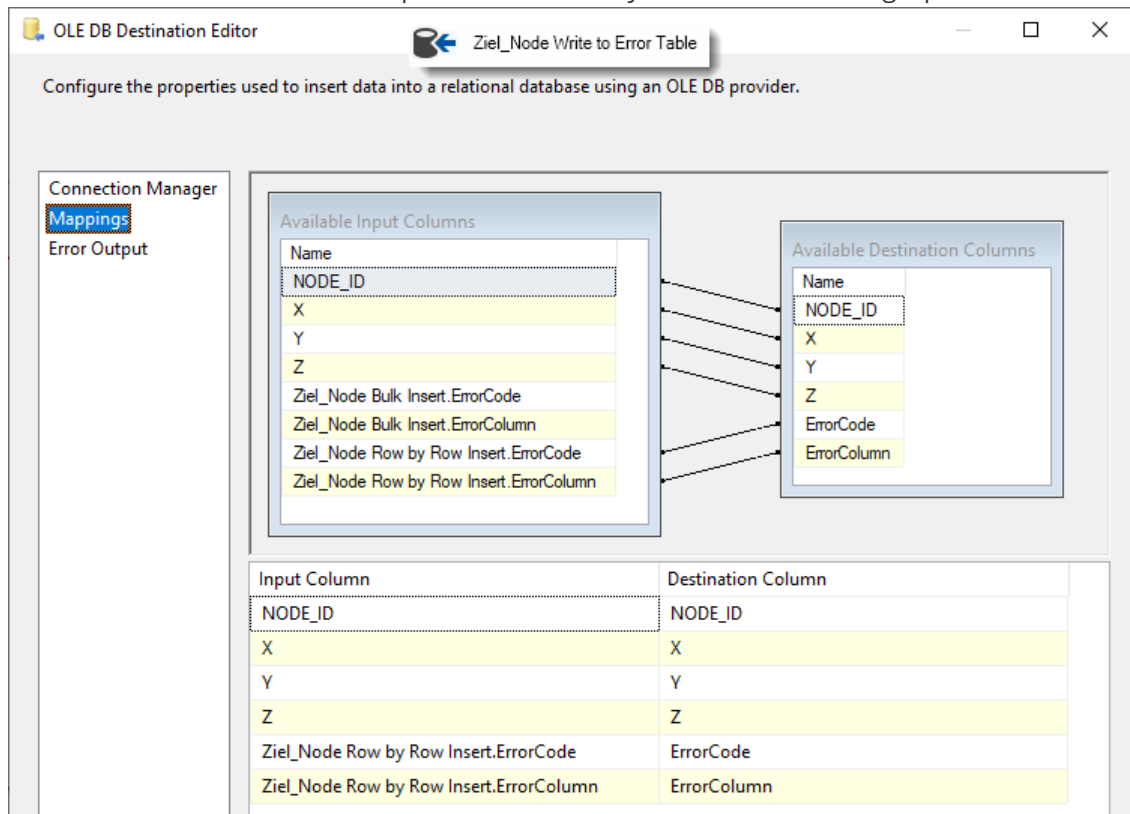 OLE DB Destination Editor
Ziel_Node Write to Error Table
Configure the properties used to insert data into a relational database using an OLE DB provider.
Connection Manager
Mappings
Error Output
Available Input Columns
Name
NODE_ID
X
Y
Z
Ziel_Node Bulk Insert.ErrorCode
Ziel_Node Bulk Insert.ErrorColumn
Ziel_Node Row by Row Insert.ErrorCode
Ziel_Node Row by Row Insert.ErrorColumn
Available Destination Columns
Name
NODE_ID
X
Y
Z
ErrorCode
ErrorColumn
Input Column Destination Column
NODE_ID NODE_ID
X X
Y Y
Z Z
Ziel_Node Row by Row Insert.ErrorCode ErrorCode
Ziel_Node Row by Row Insert.ErrorColumn ErrorColumn